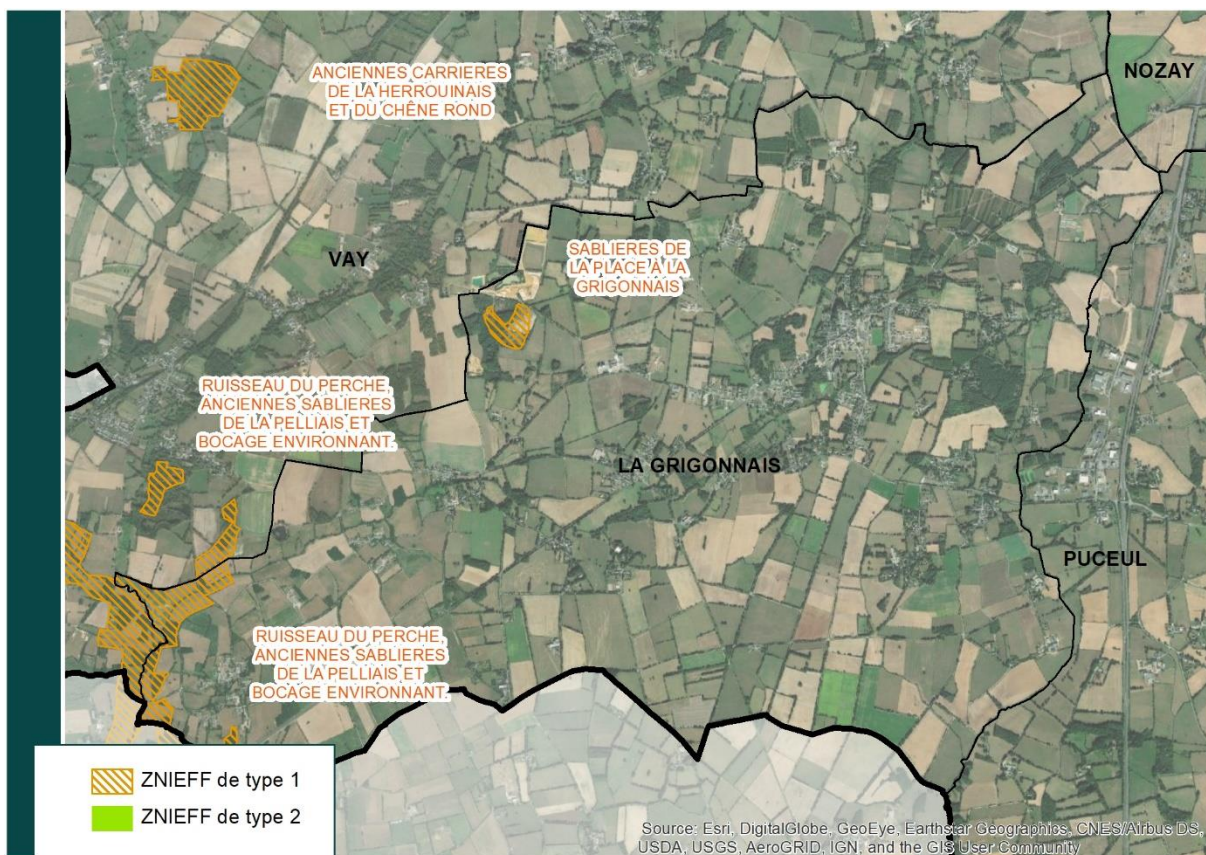 NOZAY
ANCIENNES CARRIERES
DE LA HERROUINAIS
ET DU CHÊNE ROND
VAY
SABLIERES DE
LA PLACE À LA
GRIGONNAIS
RUISSEAU DU PERCHE,
ANCIENNES SABLIERES
DE LA PELLIAIS ET
BOCAGE ENVIRONNANT.
LA GRIGONNAIS
PUCEUL
RUISSEAU DU PERCHE,
ANCIENNES SABLIERES
DE LA PELLIAIS ET
BOCAGE ENVIRONNANT.
ZNIEFF de type 1
ZNIEFF de type 2
Source: Esri, DigitalGlobe, GeoEye, Earthstar Geographics, CNES/Airbus DS,
USDA, USGS, AeroGRID, IGN, and the GIS User Community